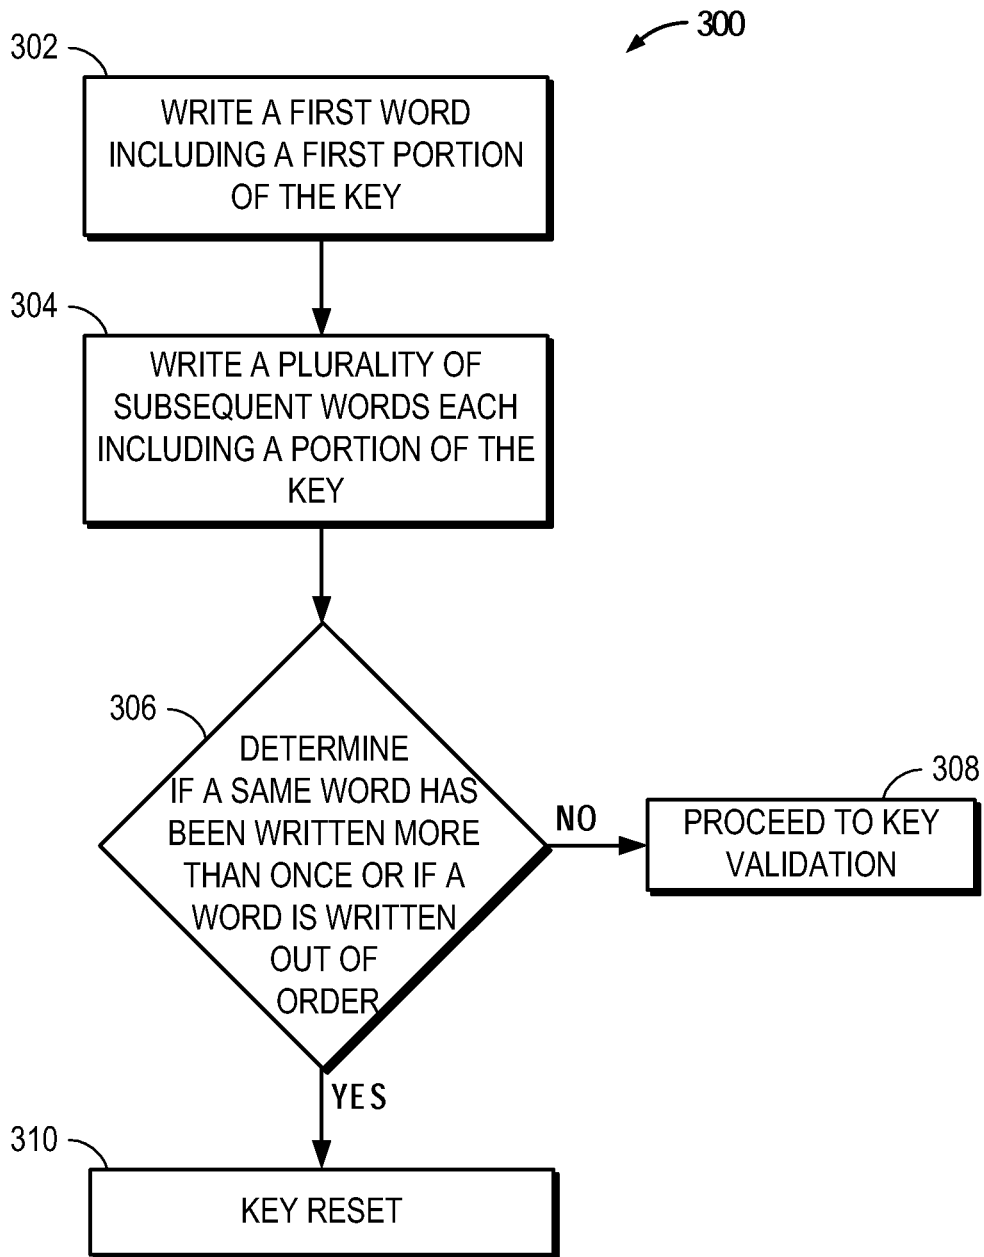 300
302
WRITE A FIRST WORD
INCLUDING A FIRST PORTION
OF THE KEY
304
WRITE A PLURALITY OF
SUBSEQUENT WORDS EACH
INCLUDING A PORTION OF THE
KEY
306
DETERMINE
IF A SAME WORD HAS
BEEN WRITTEN MORE
THAN ONCE OR IF A
WORD IS WRITTEN
OUT OF
ORDER
NO
308
PROCEED TO KEY
VALIDATION
YES
310
KEY RESET